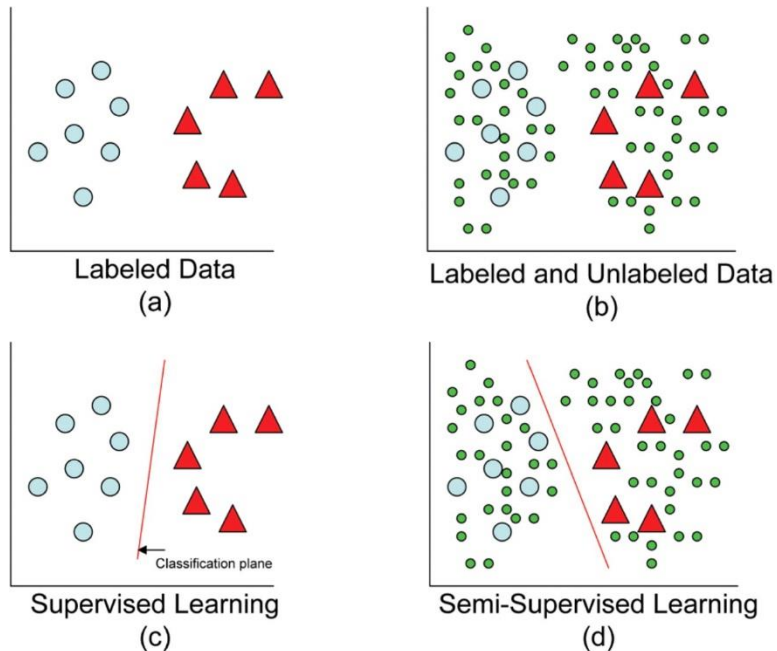 Labeled Data
(a)
Labeled and Unlabeled Data
(b)
Classification plane
Supervised Learning
(c)
Semi-Supervised Learning
(d)